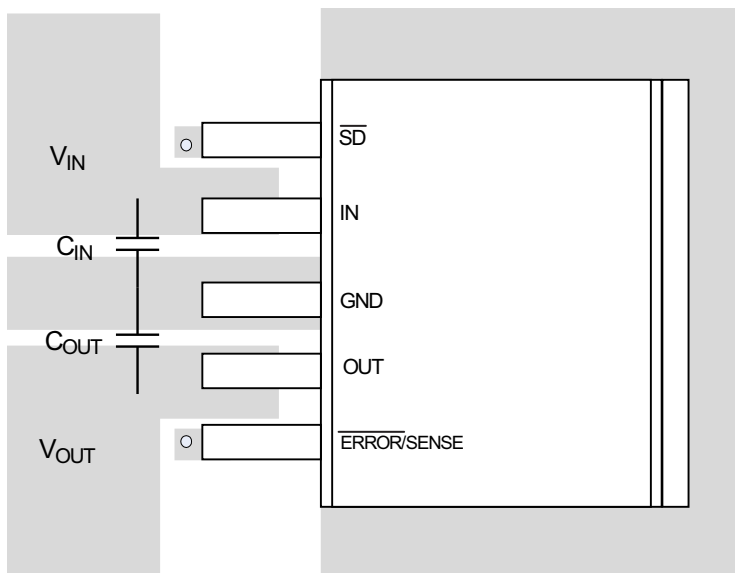 SD
V_IN
IN
C_IN
GND
C_OUT
OUT
V_OUT
ERROR/SENSE